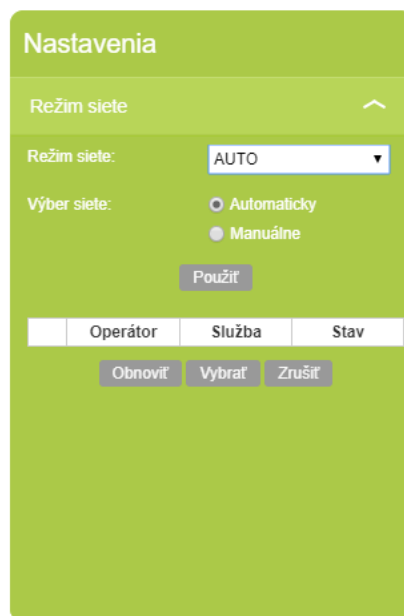 Nastavenia
Režim siete
Režim siete: AUTO
Výber siete: Automaticky
Manuálne
Použiť
Operátor Služba Stav
Obnoviť Vybrať Zrušiť